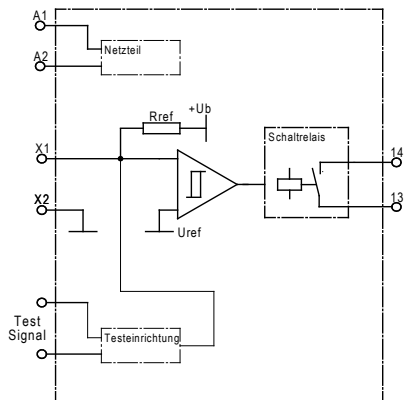 A1
Netzteil
A2
+Ub
Rref
Schaltrelais
X1
14
X2
13
Uref
Test
Signal
Testeinrichtung